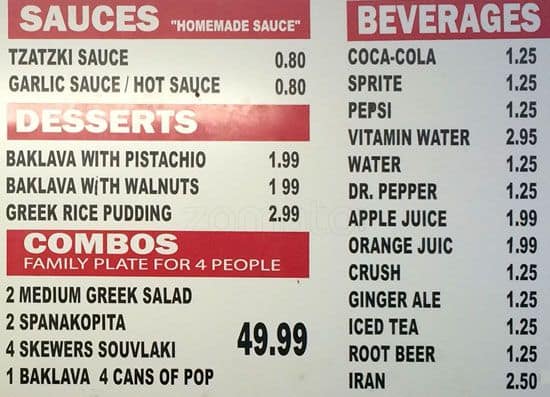 SAUCES "HOMEMADE SAUCE"
TZATZKI SAUCE 0.80
GARLIC SAUCE / HOT SAUCE 0.80
DESSERTS
BAKLAVA WITH PISTACHIO 1.99
BAKLAVA WiTH WALNUTS 1 99
GREEK RICE PUDDING 2.99
COMBOS
FAMILY PLATE FOR 4 PEOPLE
2 MEDIUM GREEK SALAD
2 SPANAKOPITA
4 SKEWERS SOUVLAKI
1 BAKLAVA 4 CANS OF POP
49.99
BEVERAGES
COCA-COLA 1.25
SPRITE 1.25
PEPSI 1.25
VITAMIN WATER 2.95
WATER 1.25
DR. PEPPER 1.25
APPLE JUICE 1.99
ORANGE JUIC 1.99
CRUSH 1.25
GINGER ALE 1.25
ICED TEA 1.25
ROOT BEER 1.25
IRAN 2.50
zomato